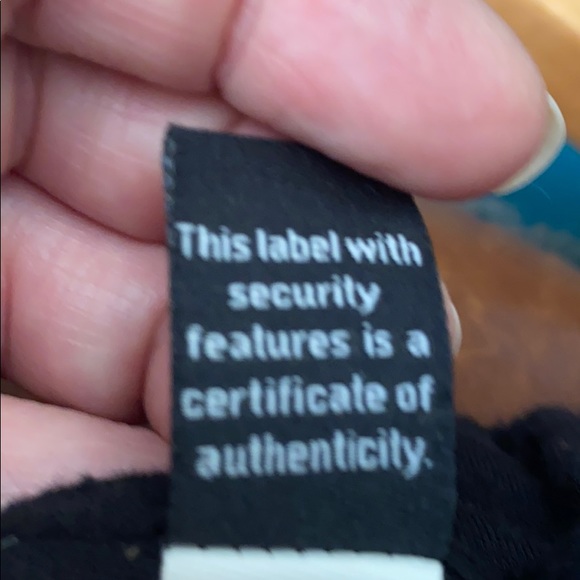 This label with
security
features is a
certificate of
authenticity.